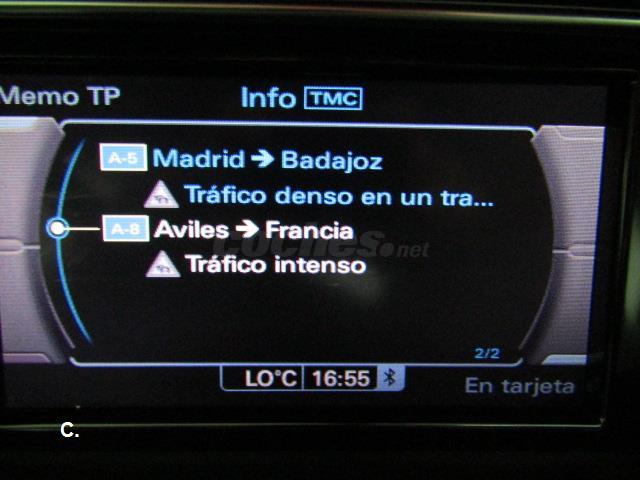 Memo TP
Info TMC
A-5 Madrid → Badajoz
Tráfico denso en un tra...
A-8 Aviles → Francia
Tráfico intenso
coches.net
2/2
LO°C 16:55
En tarjeta
C.